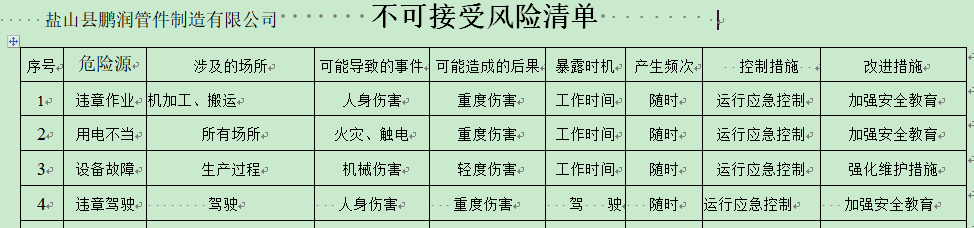 盐山县鹏润管件制造有限公司 不可接受风险清单
序号 危险源 涉及的场所 可能导致的事件 可能造成的后果 暴露时机 产生频次 控制措施 改进措施
1 违章作业 机加工、搬运 人身伤害 重度伤害 工作时间 随时 运行应急控制 加强安全教育
2 用电不当 所有场所 火灾、触电 重度伤害 工作时间 随时 运行应急控制 加强安全教育
3 设备故障 生产过程 机械伤害 轻度伤害 工作时间 随时 运行应急控制 强化维护措施
4 违章驾驶 驾驶 人身伤害 重度伤害 驾 驶 随时 运行应急控制 加强安全教育